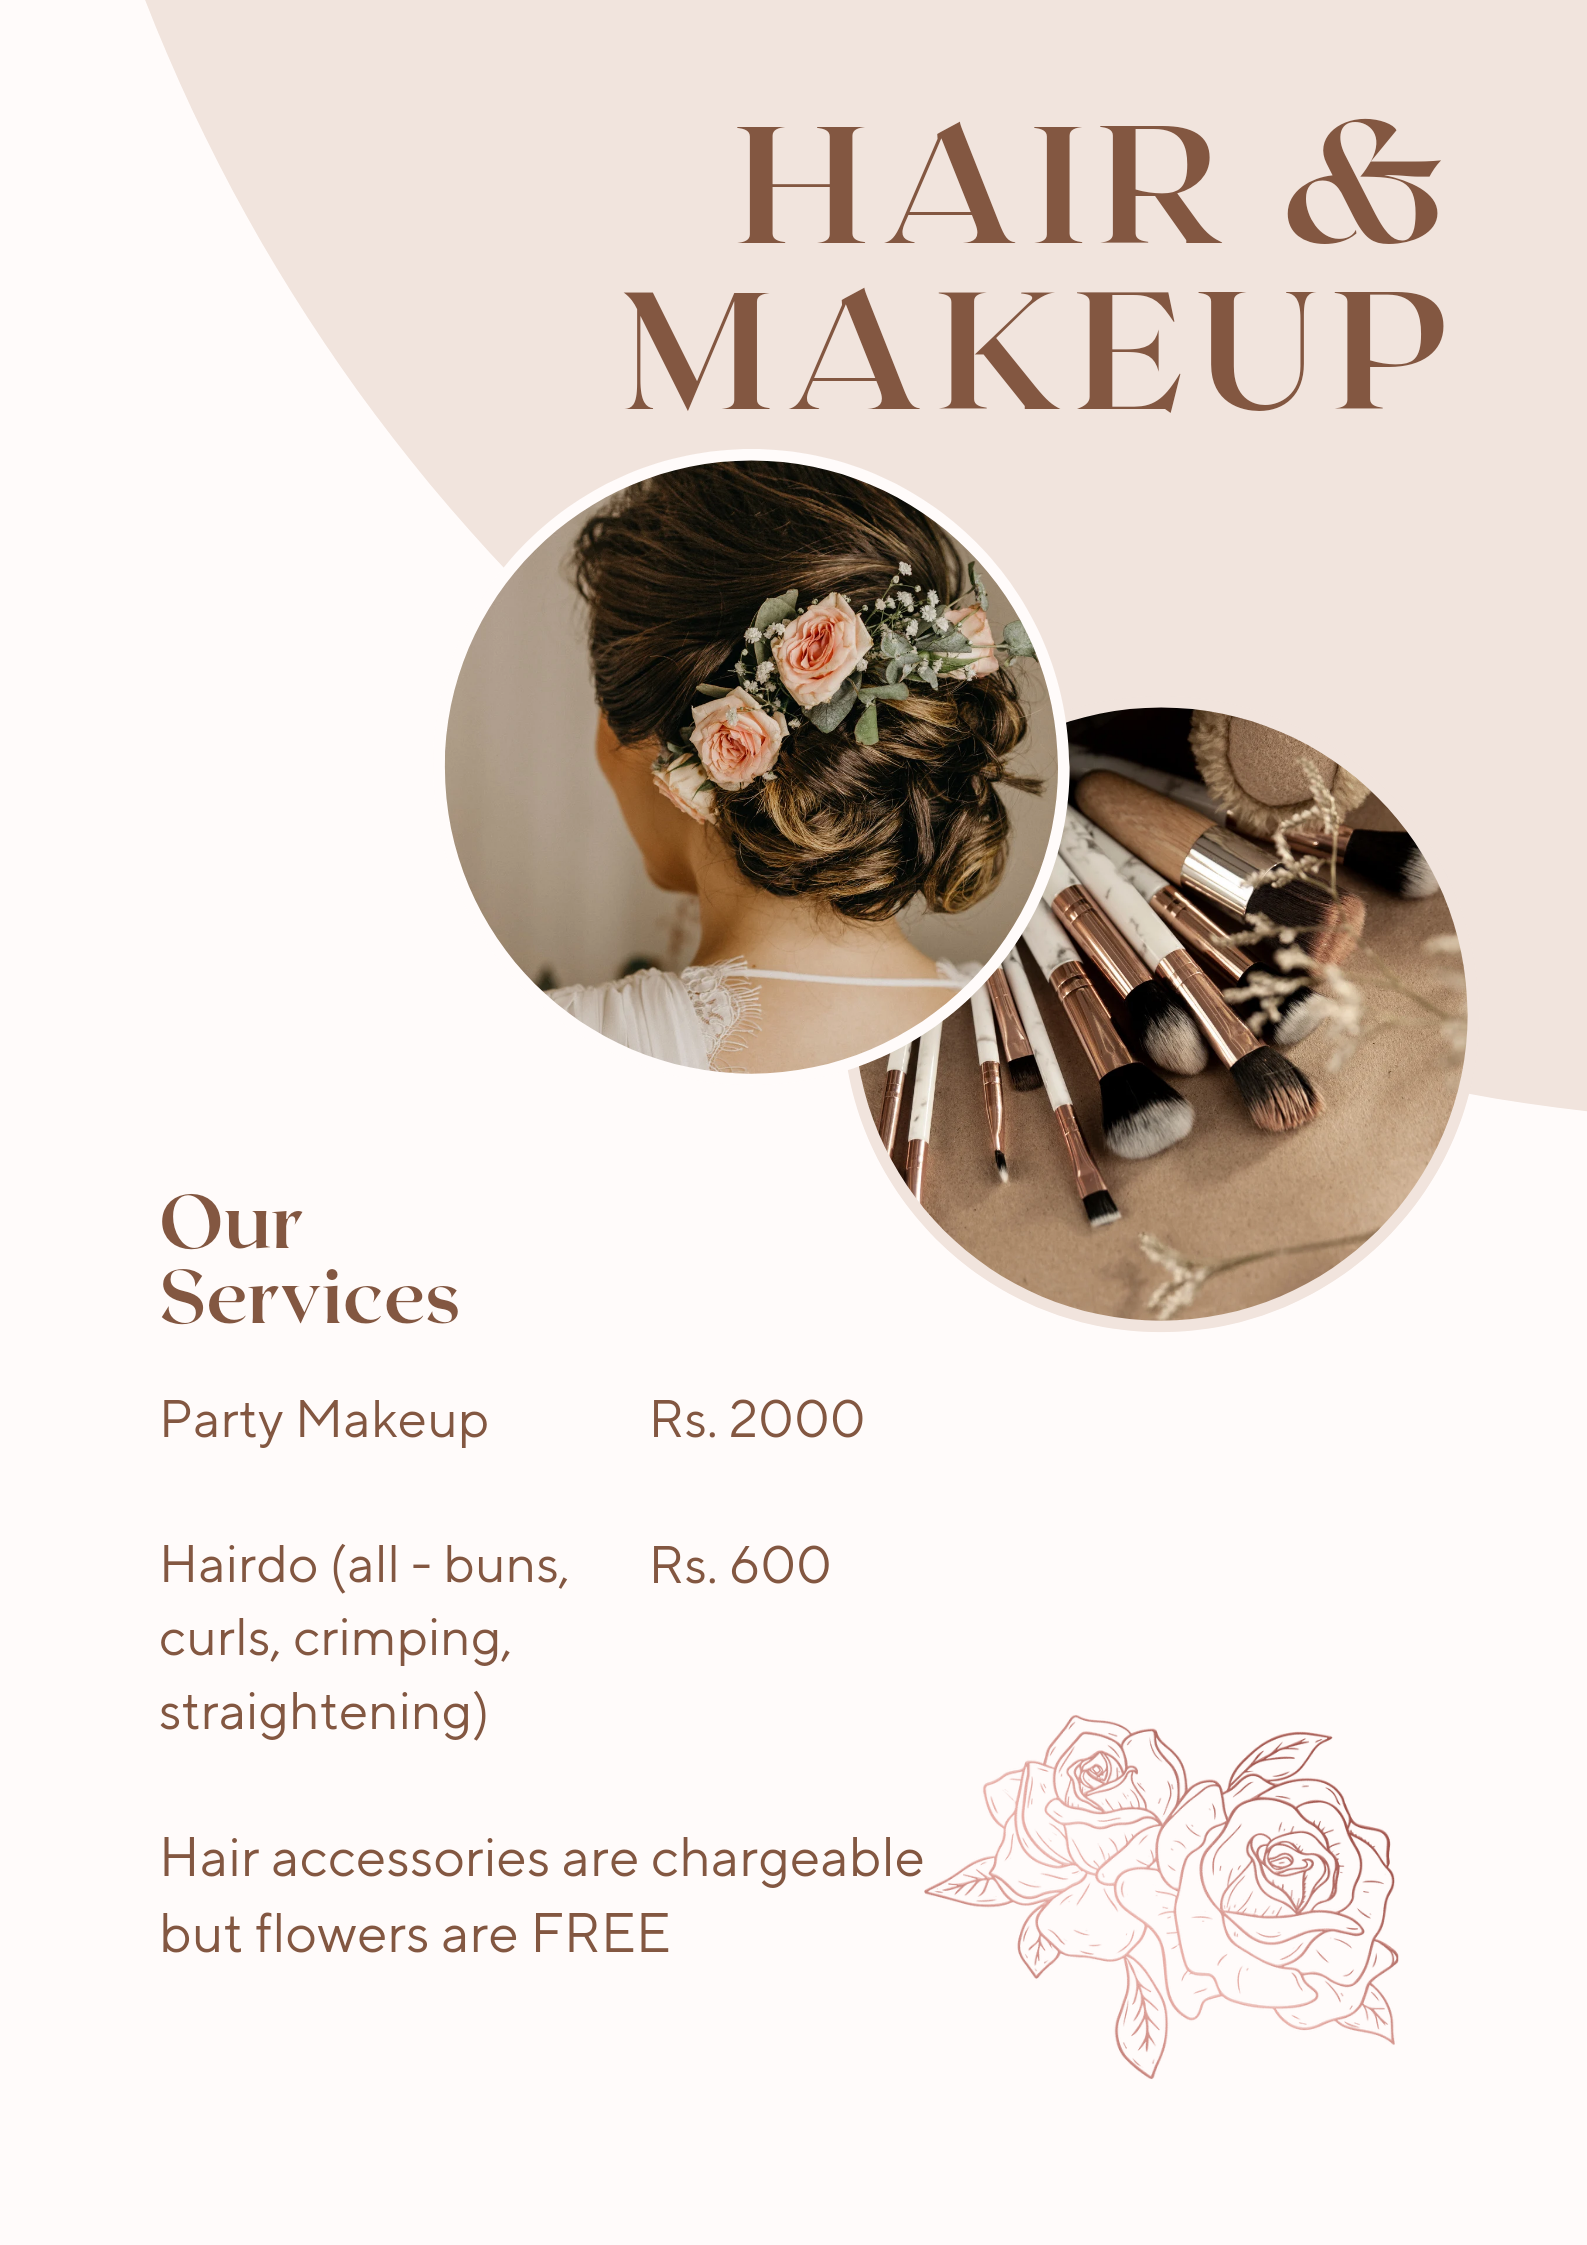 HAIR &
MAKEUP
Our
Services
Party Makeup Rs. 2000
Hairdo (all - buns, Rs. 600
curls, crimping,
straightening)
Hair accessories are chargeable
but flowers are FREE